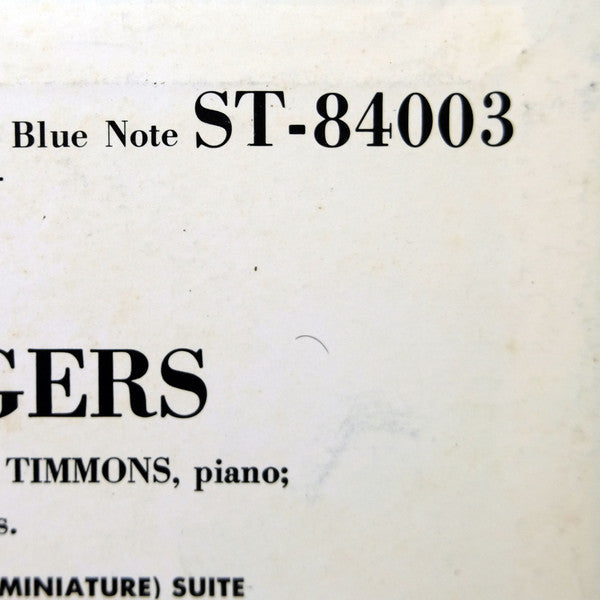 Blue Note ST-84003
GERS
TIMMONS, piano;
s.
(MINIATURE) SUITE